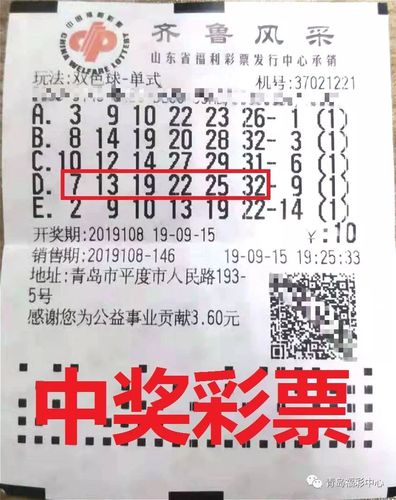 中国福利彩票
CHINA WELFARE LOTTERY
齐鲁风采
山东省福利彩票发行中心承销
玩法:双色球-单式 机号:37021221
A. 3 9 10 22 23 26- 1 (1)
B. 8 14 19 20 28 32- 3 (1)
C. 10 12 14 27 29 31- 6 (1)
D. 7 13 19 22 25 32- 9 (1)
E. 2 9 10 13 19 22-14 (1)
开奖期:2019108 19-09-15 ¥:10
销售期:2019108-146 19-09-15 19:25:33
地址:青岛市平度市人民路193-
5号
感谢您为公益事业贡献3.60元
中奖彩票
青岛福彩中心